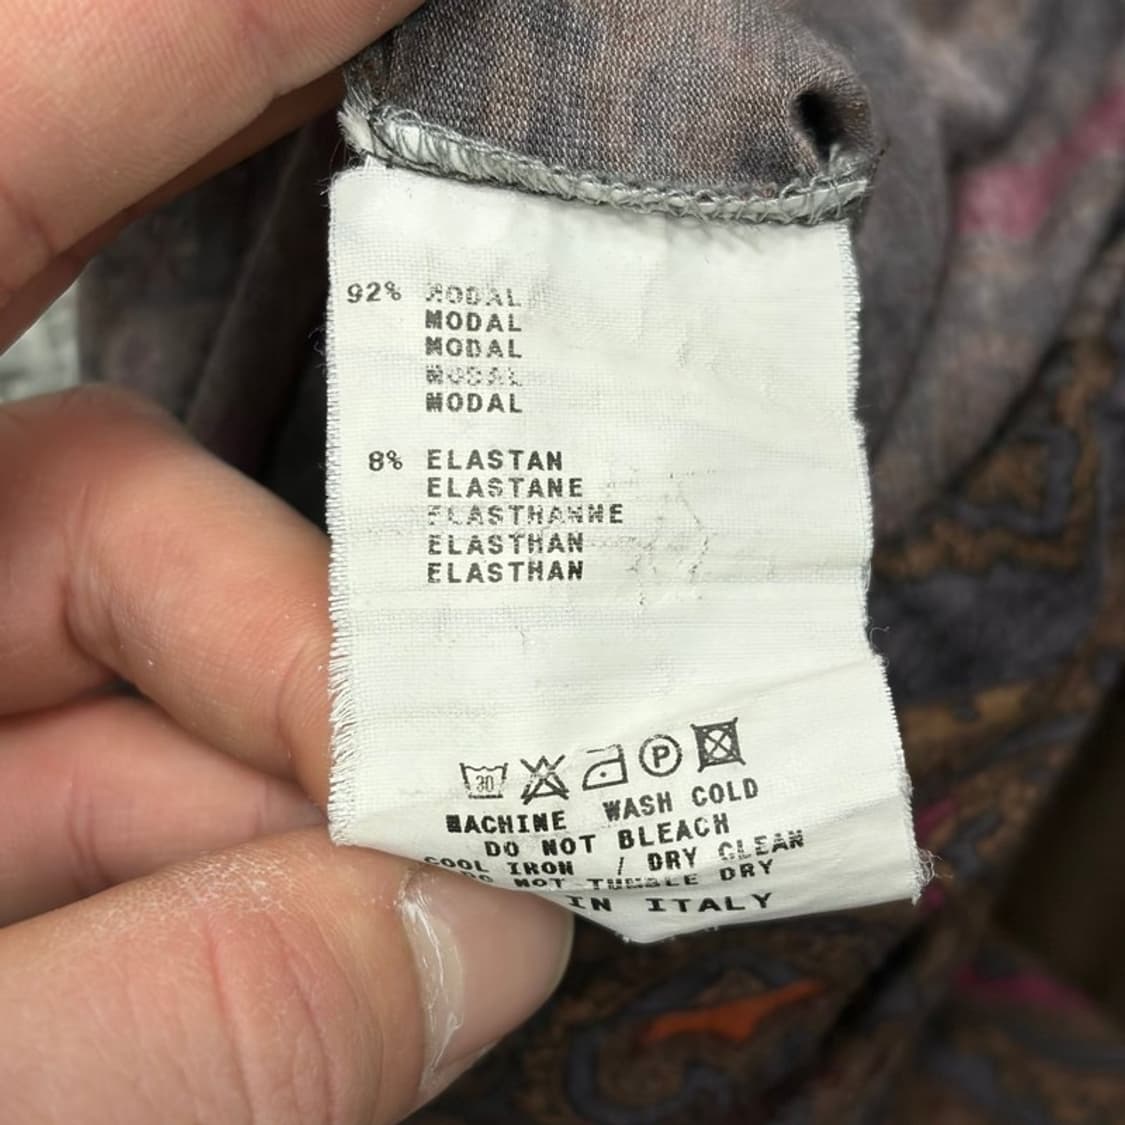 92% MODAL
MODAL
MODAL
MODAL
MODAL
8% ELASTAN
ELASTANE
ELASTHANNE
ELASTHAN
ELASTHAN
30 P
MACHINE WASH COLD
DO NOT BLEACH
COOL IRON / DRY CLEAN
DO NOT TUMBLE DRY
IN ITALY